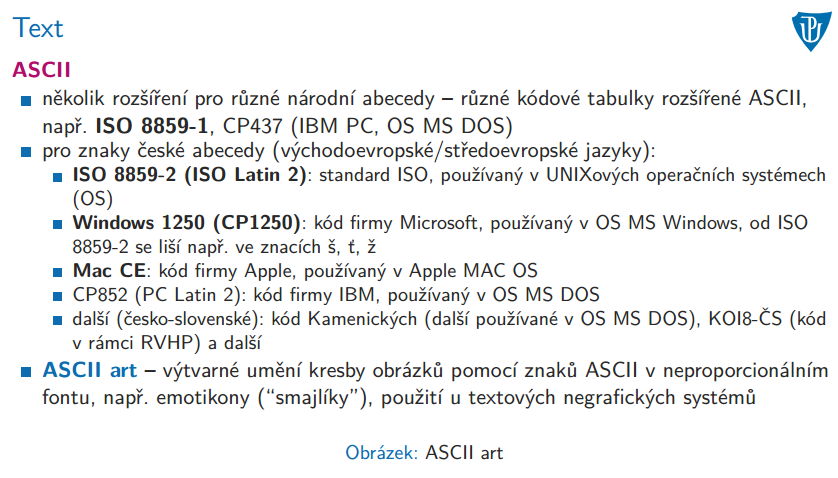 Text
ASCII
několik rozšíření pro různé národní abecedy – různé kódové tabulky rozšířené ASCII,
např. ISO 8859-1, CP437 (IBM PC, OS MS DOS)
pro znaky české abecedy (východoevropské/středoevropské jazyky):
ISO 8859-2 (ISO Latin 2): standard ISO, používaný v UNIXových operačních systémech
(OS)
Windows 1250 (CP1250): kód firmy Microsoft, používaný v OS MS Windows, od ISO
8859-2 se liší např. ve znacích š, ť, ž
Mac CE: kód firmy Apple, používaný v Apple MAC OS
CP852 (PC Latin 2): kód firmy IBM, používaný v OS MS DOS
další (česko-slovenské): kód Kamenických (další používané v OS MS DOS), KOI8-ČS (kód
v rámci RVHP) a další
ASCII art – výtvarné umění kresby obrázků pomocí znaků ASCII v neproporcionálním
fontu, např. emotikony (“smajlíky”), použití u textových negrafických systémů
Obrázek: ASCII art